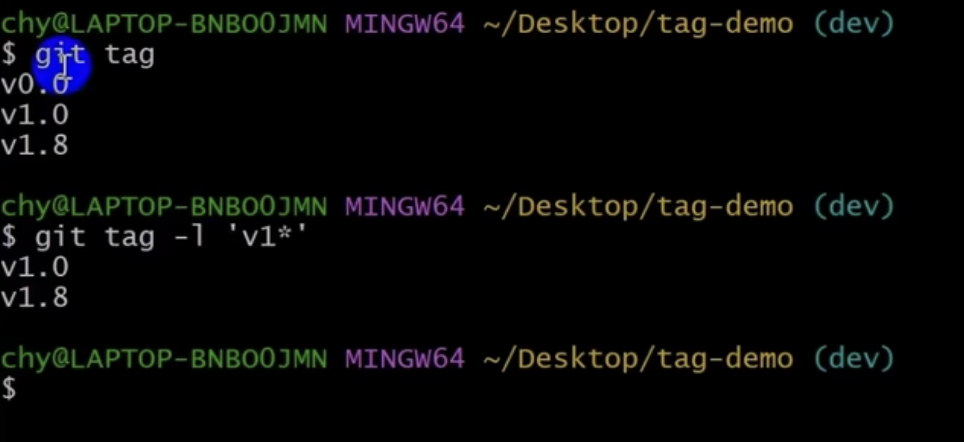 chy@LAPTOP-BNBO0JMN MINGW64 ~/Desktop/tag-demo (dev)
$ git tag
v0.0
v1.0
v1.8
chy@LAPTOP-BNBO0JMN MINGW64 ~/Desktop/tag-demo (dev)
$ git tag -l 'v1*'
v1.0
v1.8
chy@LAPTOP-BNBO0JMN MINGW64 ~/Desktop/tag-demo (dev)
$